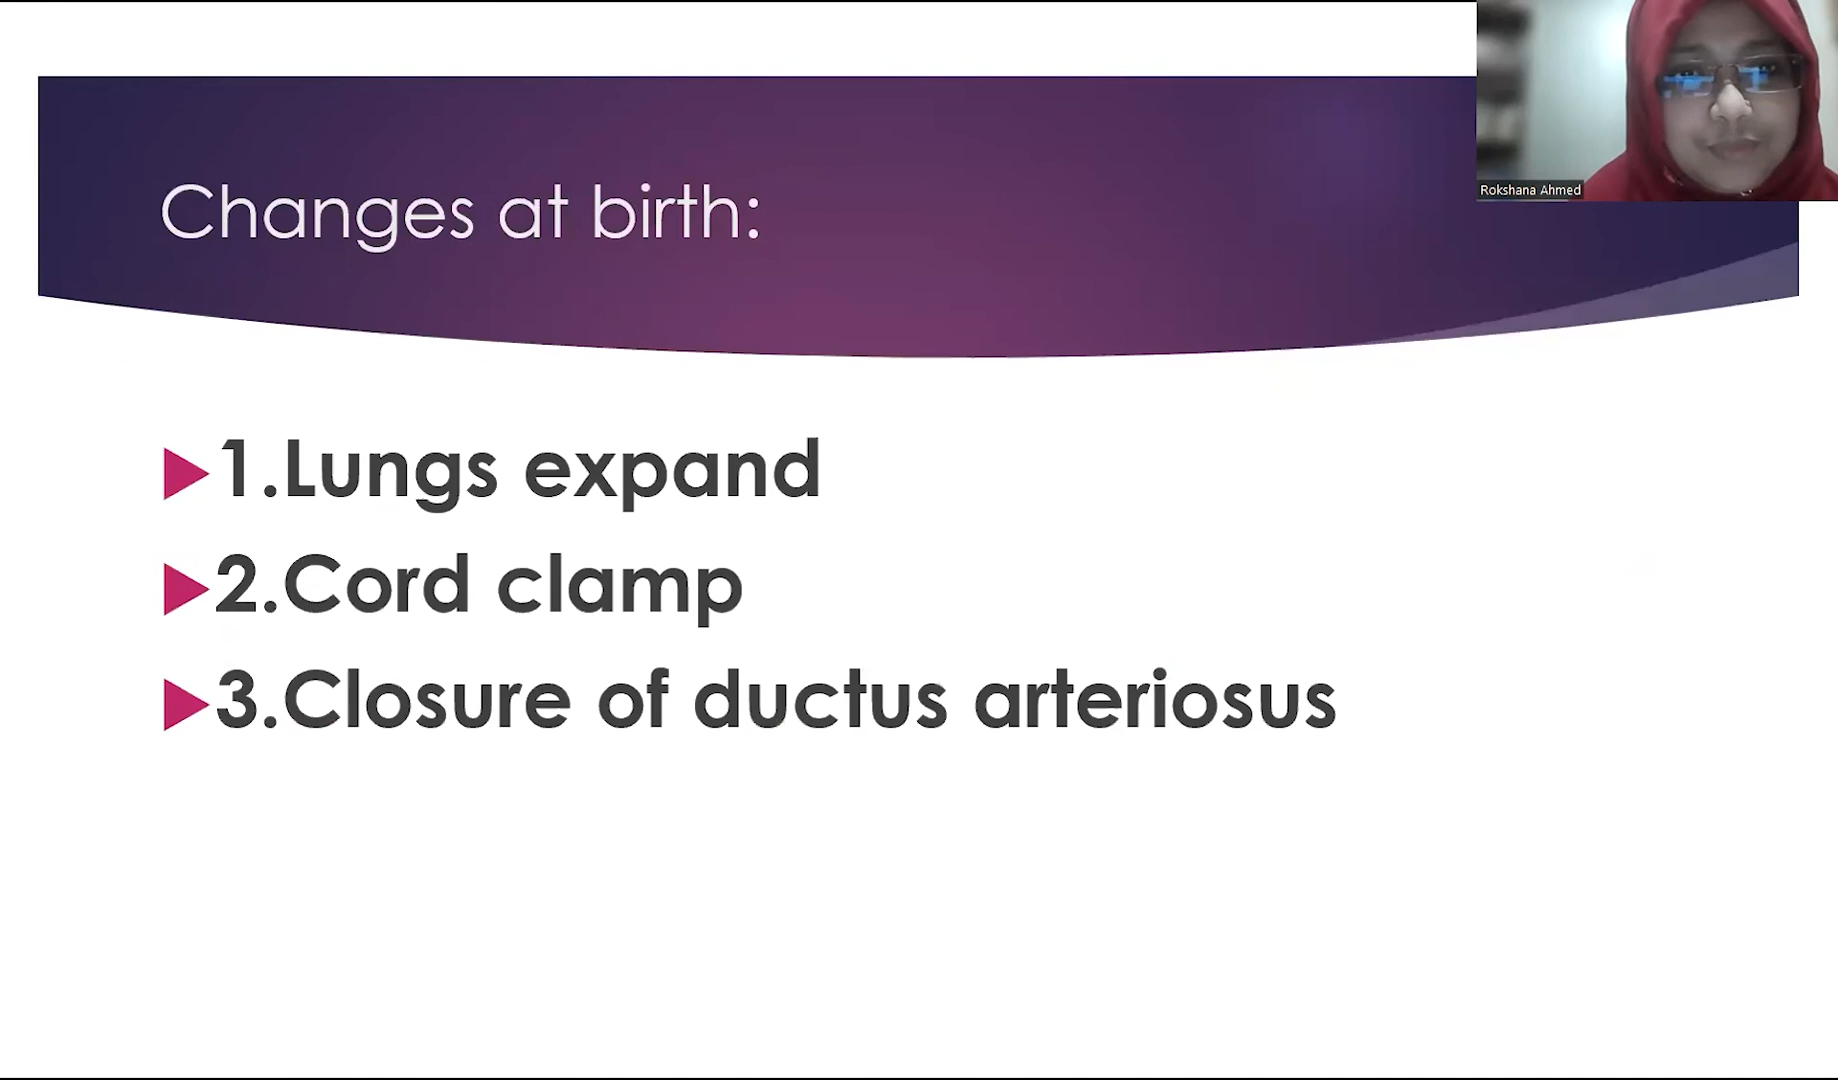 Rokshana Ahmed
Changes at birth:
1.Lungs expand
2.Cord clamp
3.Closure of ductus arteriosus